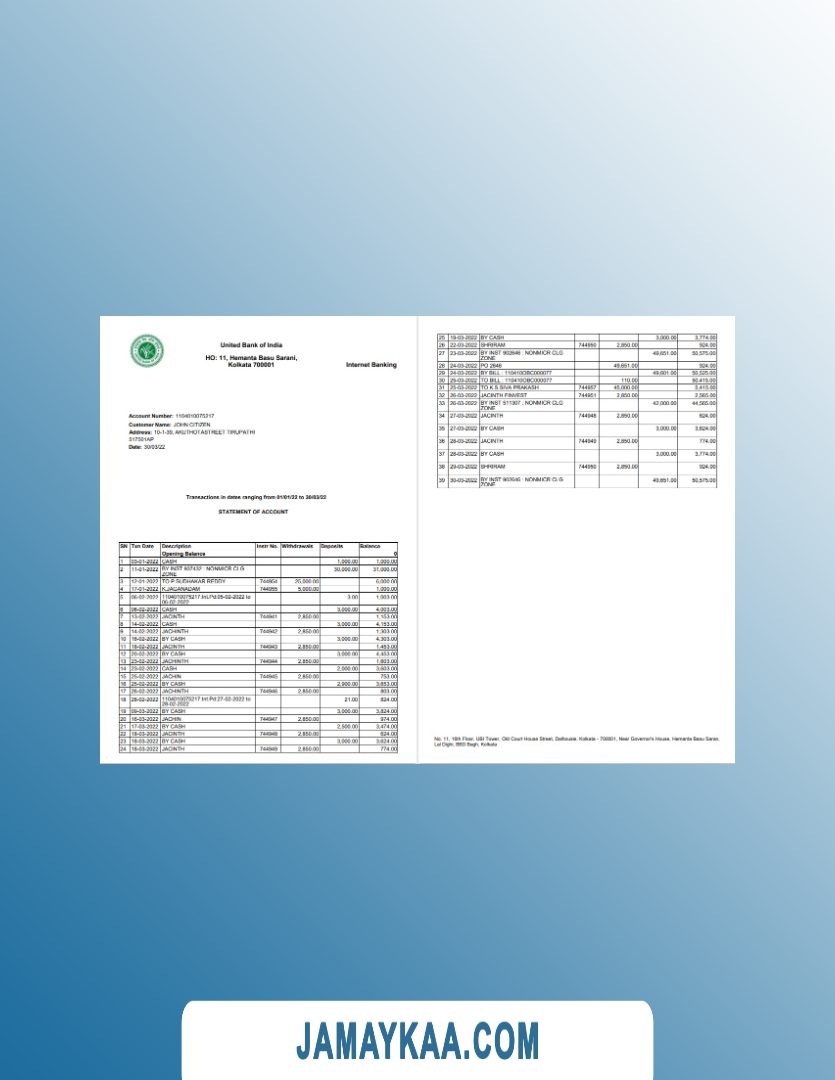 United Bank of India
HO: 11, Hemanta Basu Sarani,
Kolkata 700001
Internet Banking
Account Number: 1104010075217
Customer Name: JOHN CITIZEN
Address: 10-1-39, AKUTHOTASTREET TIRUPATHI
517501AP
Date: 30/03/22
Transactions in dates ranging from 01/01/22 to 30/03/22
STATEMENT OF ACCOUNT
SN Txn Date Description Instr No. Withdrawals Deposits Balance
Opening Balance 0
1 03-01-2022 CASH 1,000.00 1,000.00
2 11-01-2022 BY INST 937432 : NONMICR CLG 30,000.00 31,000.00
ZONE
3 12-01-2022 TO P SUDHAKAR REDDY 744954 25,000.00 6,000.00
4 17-01-2022 K.JAGANADAM 744955 5,000.00 1,000.00
5 06-02-2022 1104010075217:Int.Pd:05-02-2022 to 3.00 1,003.00
06-02-2022
6 06-02-2022 CASH 3,000.00 4,003.00
7 13-02-2022 JACINTH 744941 2,850.00 1,153.00
8 14-02-2022 CASH 3,000.00 4,153.00
9 14-02-2022 JACHINTH 744942 2,850.00 1,303.00
10 16-02-2022 BY CASH 3,000.00 4,303.00
11 18-02-2022 JACINTH 744943 2,850.00 1,453.00
12 20-02-2022 BY CASH 3,000.00 4,453.00
13 23-02-2022 JACHINTH 744944 2,850.00 1,603.00
14 23-02-2022 CASH 2,000.00 3,603.00
15 25-02-2022 JACHIN 744945 2,850.00 753.00
16 25-02-2022 BY CASH 2,900.00 3,653.00
17 26-02-2022 JACHINTH 744946 2,850.00 803.00
18 28-02-2022 1104010075217:Int.Pd:27-02-2022 to 21.00 824.00
28-02-2022
19 09-03-2022 BY CASH 3,000.00 3,824.00
20 16-03-2022 JACHIN 744947 2,850.00 974.00
21 17-03-2022 BY CASH 2,500.00 3,474.00
22 18-03-2022 JACINTH 744948 2,850.00 624.00
23 18-03-2022 BY CASH 3,000.00 3,624.00
24 18-03-2022 JACINTH 744949 2,850.00 774.00
25 19-03-2022 BY CASH 3,000.00 3,774.00
26 22-03-2022 SHRIRAM 744950 2,850.00 924.00
27 23-03-2022 BY INST 902646 : NONMICR CLG 49,651.00 50,575.00
ZONE
28 24-03-2022 PO 2646 49,651.00 924.00
29 24-03-2022 BY BILL : 110410OBC000077 49,601.00 50,525.00
30 25-03-2022 TO BILL : 110410OBC000077 110.00 50,415.00
31 25-03-2022 TO K.S.SIVA PRAKASH 744957 45,000.00 5,415.00
32 26-03-2022 JACINTH FINVEST 744951 2,850.00 2,565.00
33 26-03-2022 BY INST 511307 : NONMICR CLG 42,000.00 44,565.00
ZONE
34 27-03-2022 JACINTH 744948 2,850.00 624.00
35 27-03-2022 BY CASH 3,000.00 3,624.00
36 28-03-2022 JACINTH 744949 2,850.00 774.00
37 28-03-2022 BY CASH 3,000.00 3,774.00
38 29-03-2022 SHRIRAM 744950 2,850.00 924.00
39 30-03-2022 BY INST 902646 : NONMICR CLG 49,651.00 50,575.00
ZONE
No. 11, 16th Floor, UBI Tower, Old Court House Street, Dalhousie, Kolkata - 700001, Near Governor's House, Hemanta Basu Saran,
Lal Dighi, BBD Bagh, Kolkata
JAMAYKAA.COM